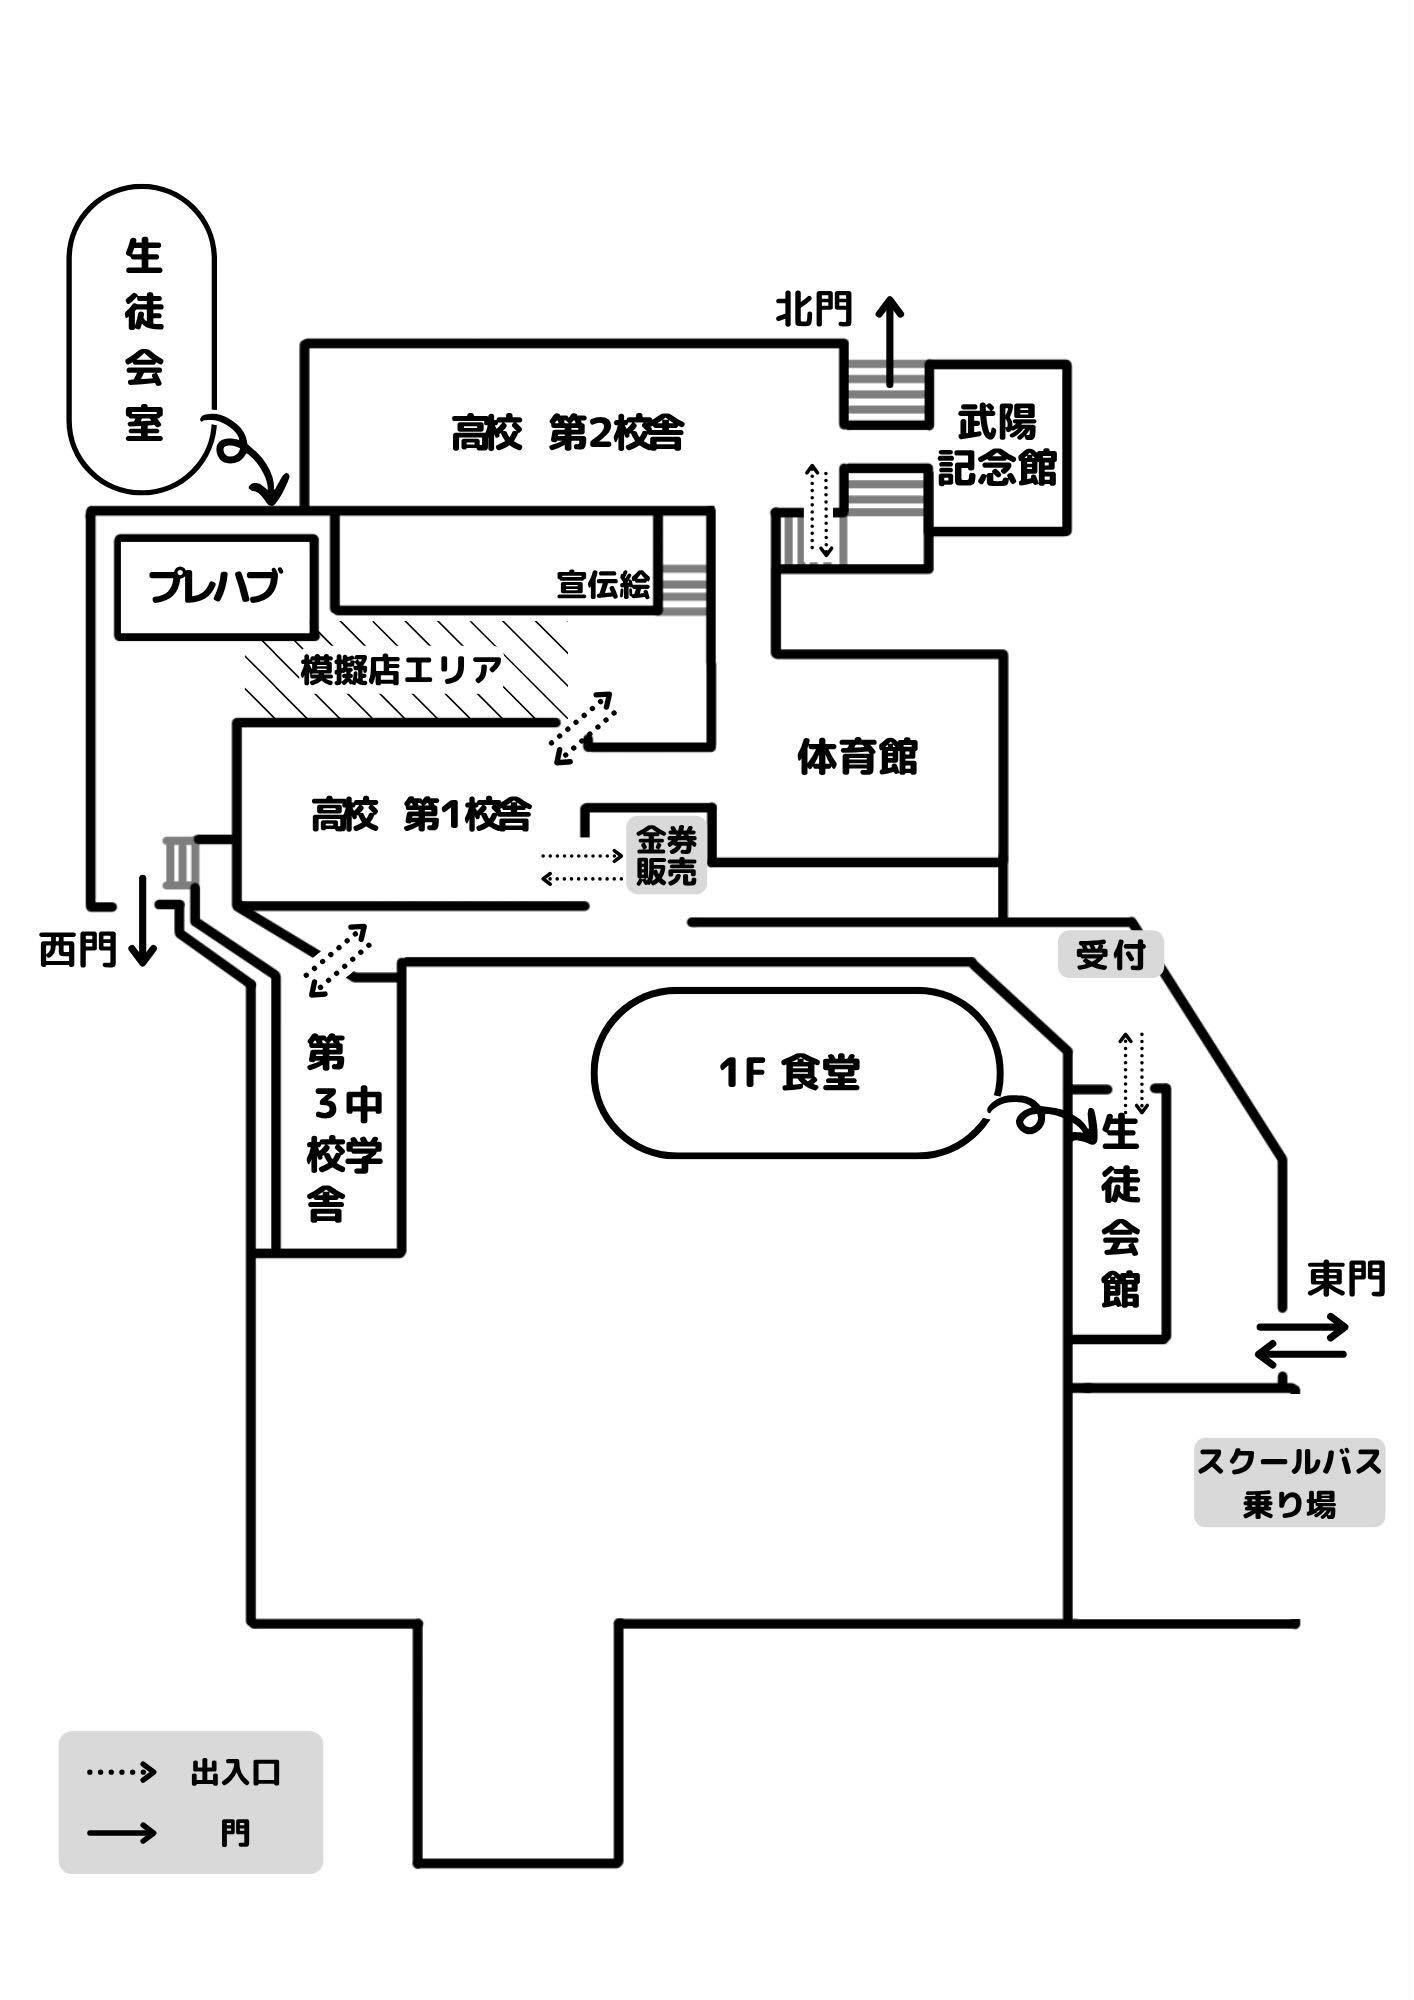 生徒会室
北門
高校 第2校舎
武陽
記念館
プレハブ
宣伝絵
模擬店エリア
体育館
高校 第1校舎
金券
販売
西門
受付
第
3中
校学
舎
1F 食堂
生徒会館
東門
スクールバス
乗り場
出入口
門